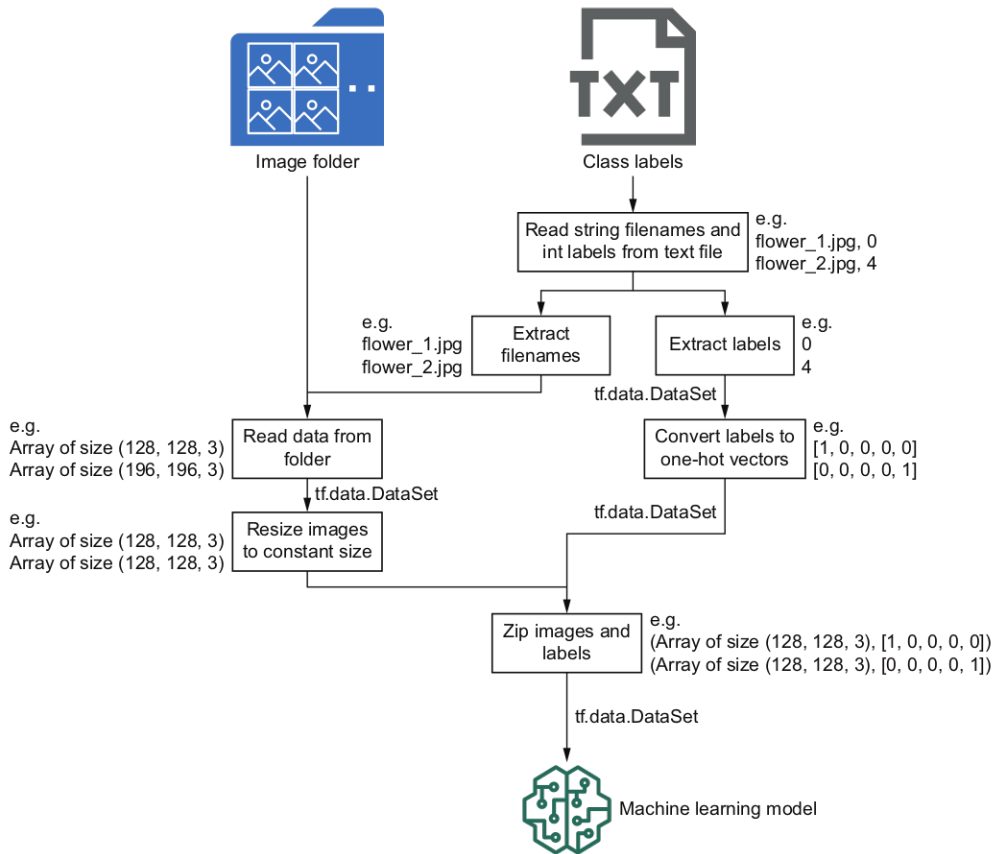 TXT
Image folder
Class labels
Read string filenames and
int labels from text file
e.g.
flower_1.jpg, 0
flower_2.jpg, 4
e.g.
flower_1.jpg
flower_2.jpg
Extract
filenames
Extract labels
e.g.
0
4
tf.data.DataSet
e.g.
Array of size (128, 128, 3)
Array of size (196, 196, 3)
Read data from
folder
Convert labels to
one-hot vectors
e.g.
[1, 0, 0, 0, 0]
[0, 0, 0, 0, 1]
tf.data.DataSet
tf.data.DataSet
e.g.
Array of size (128, 128, 3)
Array of size (128, 128, 3)
Resize images
to constant size
Zip images and
labels
e.g.
(Array of size (128, 128, 3), [1, 0, 0, 0, 0])
(Array of size (128, 128, 3), [0, 0, 0, 0, 1])
tf.data.DataSet
Machine learning model